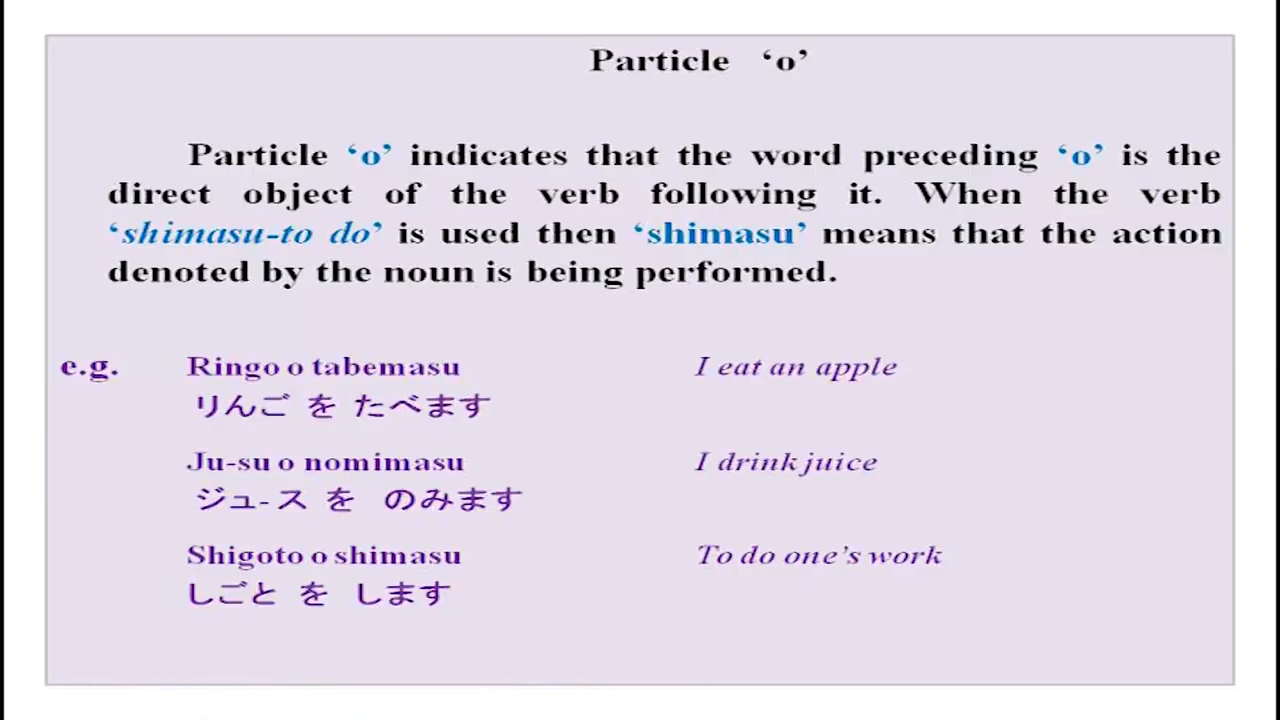 Particle ‘o’
Particle ‘o’ indicates that the word preceding ‘o’ is the
direct object of the verb following it. When the verb
‘shimasu-to do’ is used then ‘shimasu’ means that the action
denoted by the noun is being performed.
e.g. Ringo o tabemasu I eat an apple
りんご を たべます
Ju-su o nomimasu I drink juice
ジュ-ス を のみます
Shigoto o shimasu To do one’s work
しごと を します